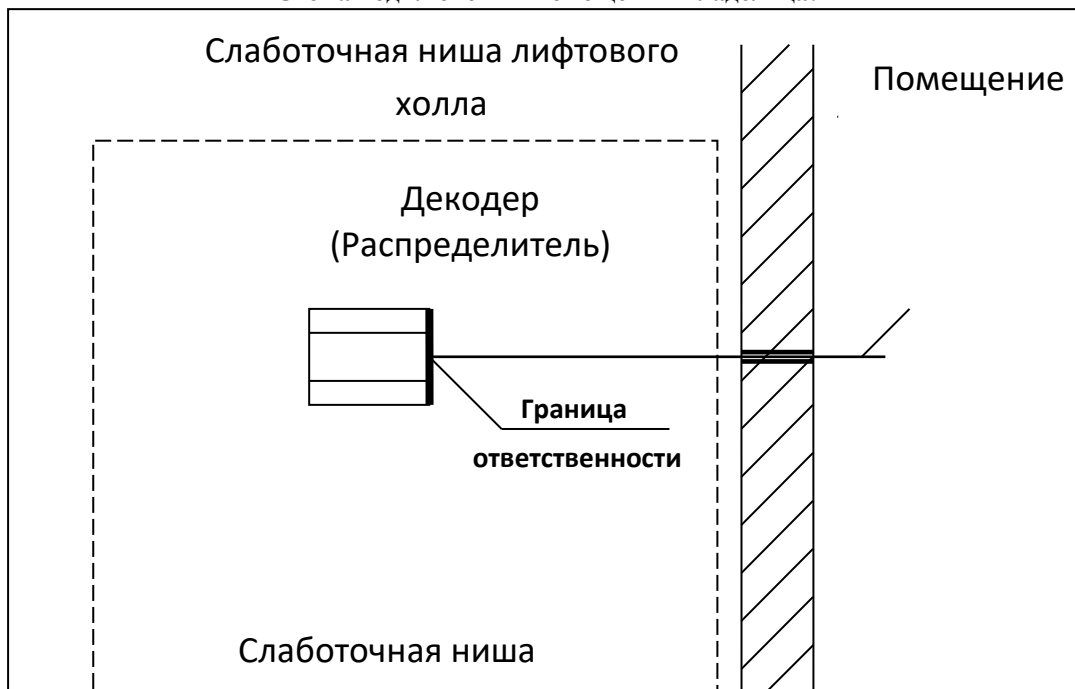 Слаботочная ниша лифтового
холла
Помещение
Декодер
(Распределитель)
Граница
ответственности
Слаботочная ниша